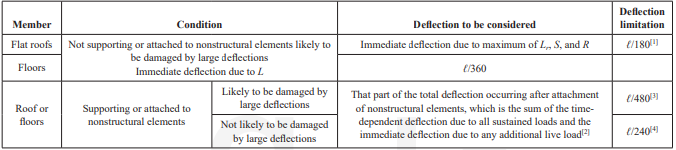 Member Condition Deflection to be considered Deflection limitation
Flat roofs Not supporting or attached to nonstructural elements likely to be damaged by large deflections Immediate deflection due to maximum of Lr, S, and R ℓ/180[1]
Floors Immediate deflection due to L ℓ/360
Roof or floors Supporting or attached to nonstructural elements Likely to be damaged by large deflections That part of the total deflection occurring after attachment of nonstructural elements, which is the sum of the time-dependent deflection due to all sustained loads and the immediate deflection due to any additional live load[2] ℓ/480[3]
Not likely to be damaged by large deflections ℓ/240[4]